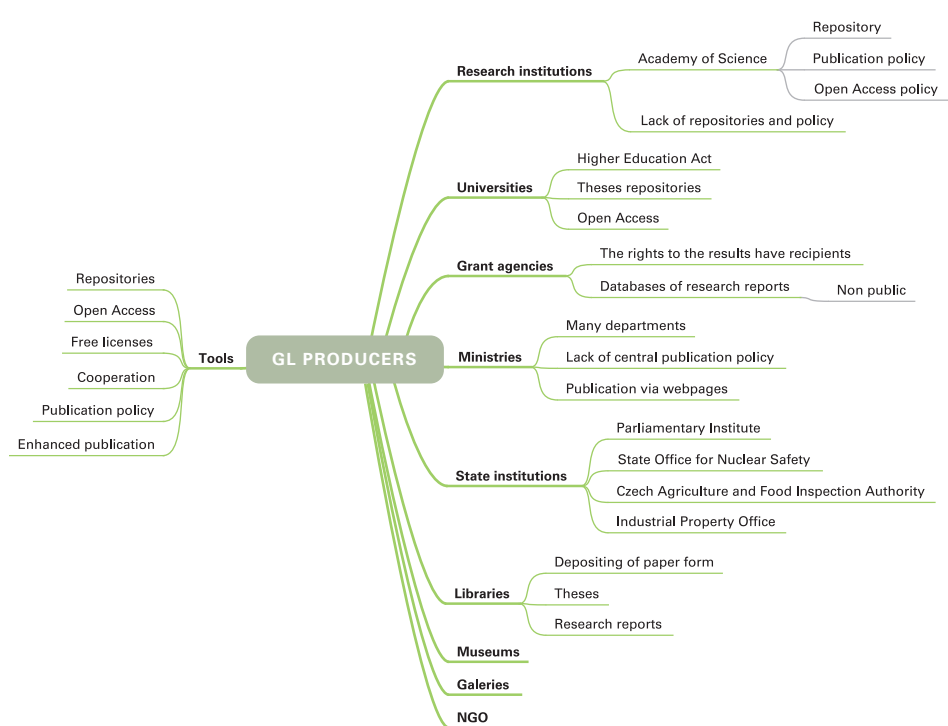 Repository
Academy of Science
Publication policy
Research institutions
Open Access policy
Lack of repositories and policy
Higher Education Act
Universities
Theses repositories
Open Access
The rights to the results have recipients
Grant agencies
Databases of research reports
Non public
Repositories
Open Access
Free licenses
Cooperation
Publication policy
Enhanced publication
Tools
GL PRODUCERS
Many departments
Ministries
Lack of central publication policy
Publication via webpages
Parliamentary Institute
State Office for Nuclear Safety
State institutions
Czech Agriculture and Food Inspection Authority
Industrial Property Office
Depositing of paper form
Libraries
Theses
Research reports
Museums
Galeries
NGO